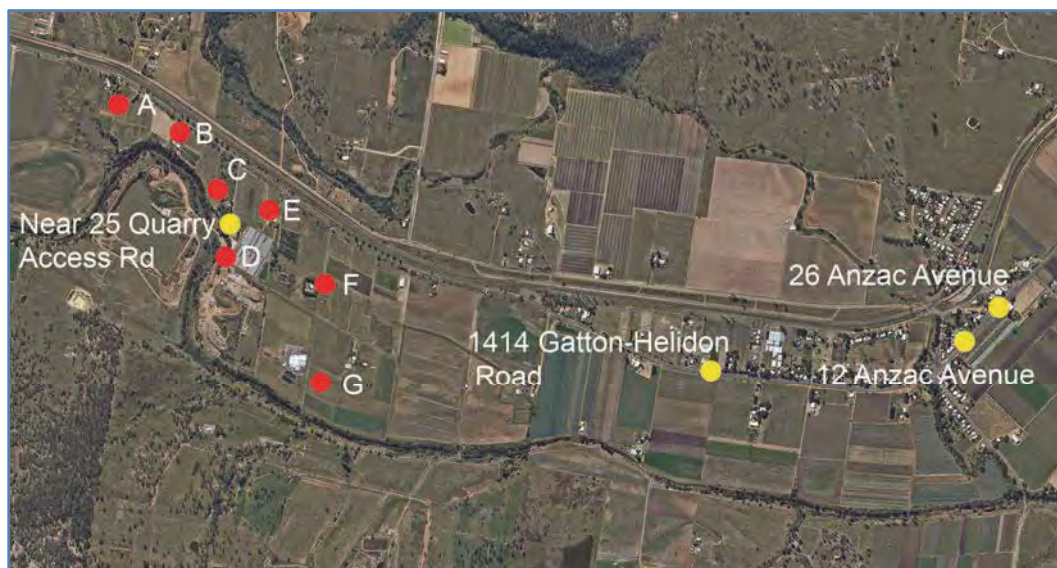 A
B
C
E
Near 25 Quarry
Access Rd
D
F
26 Anzac Avenue
1414 Gatton-Helidon
Road
12 Anzac Avenue
G